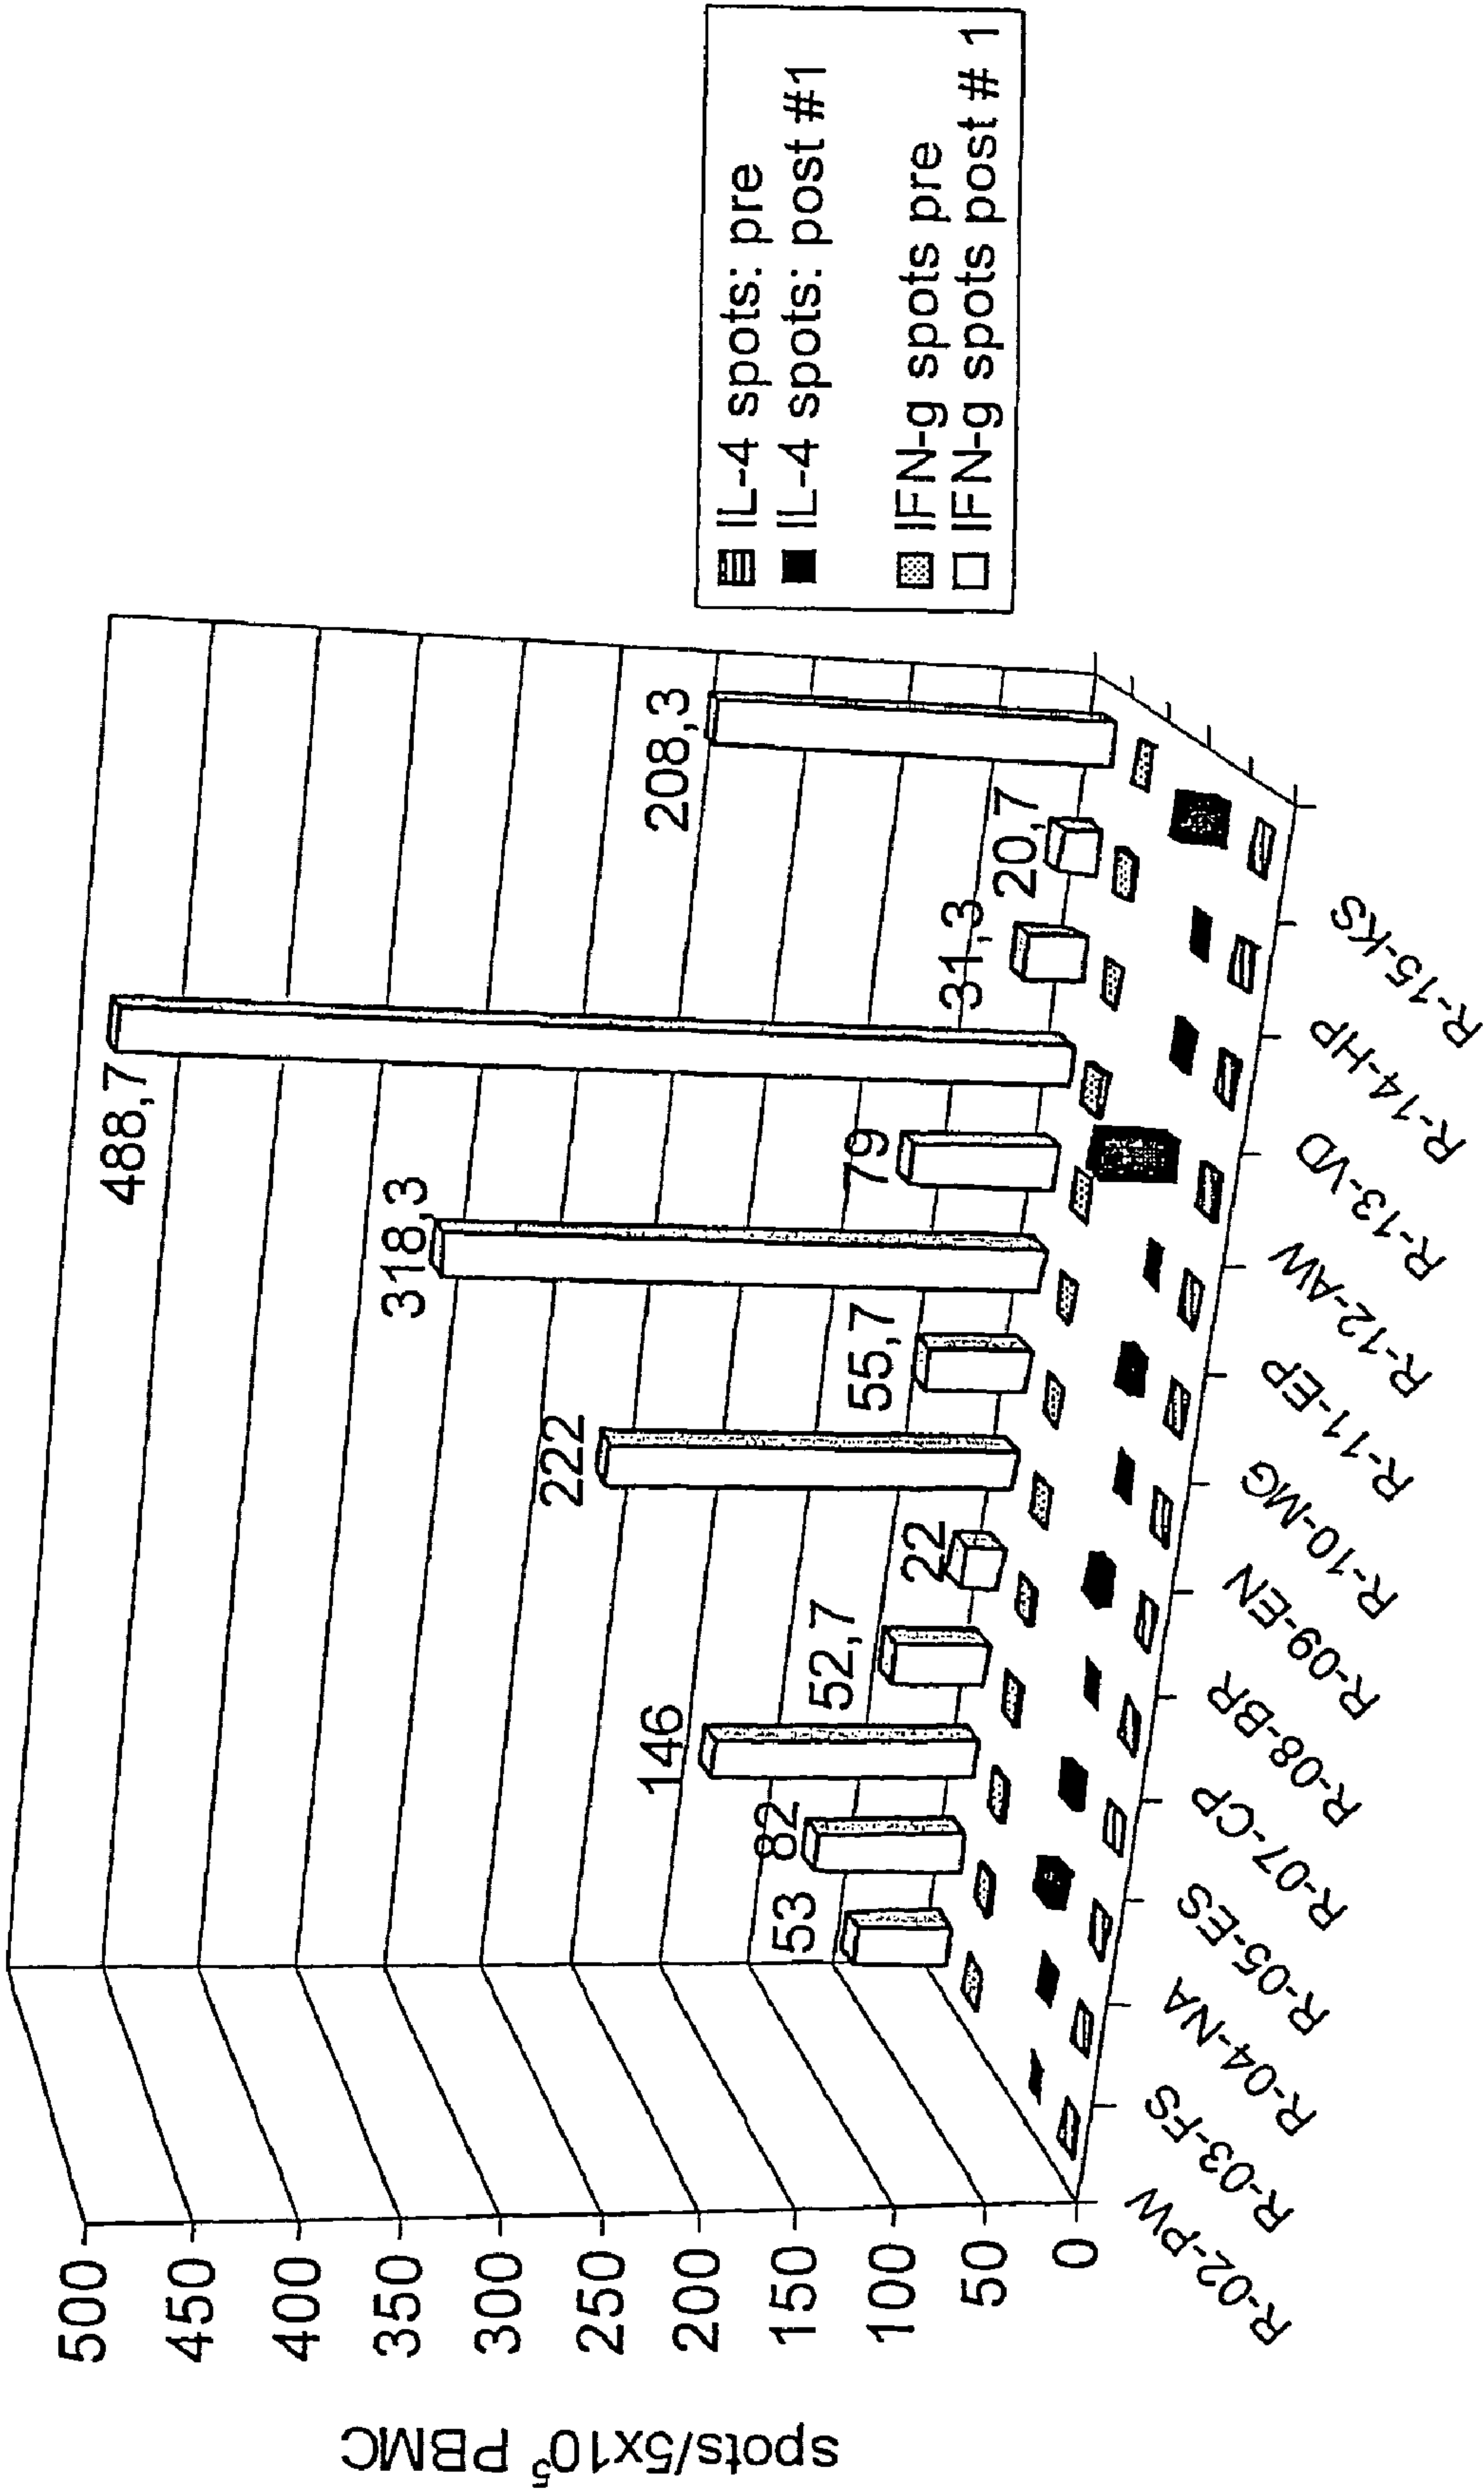 spots/5x10⁵ PBMC
500
450
400
350
300
250
200
150
100
50
0
53
82
146
52,7
22
222
55,7
318,3
79
488,7
31,3
20,7
208,3
R-02-PW
R-03-FS
R-04-NA
R-05-ES
R-07-CP
R-08-BR
R-09-EN
R-10-MG
R-11-EP
R-12-AW
R-13-VD
R-14-HP
R-15-KS
IL-4 spots: pre
IL-4 spots: post #1
IFN-g spots pre
IFN-g spots post # 1